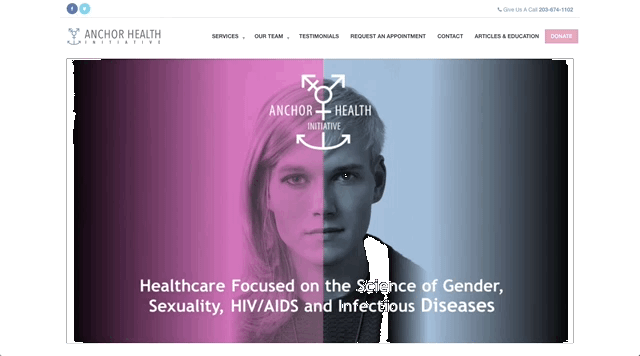 Give Us A Call 203-674-1102
ANCHOR HEALTH
INITIATIVE
SERVICES OUR TEAM TESTIMONIALS REQUEST AN APPOINTMENT CONTACT ARTICLES & EDUCATION DONATE
ANCHOR HEALTH
INITIATIVE
Healthcare Focused on the Science of Gender,
Sexuality, HIV/AIDS and Infectious Diseases